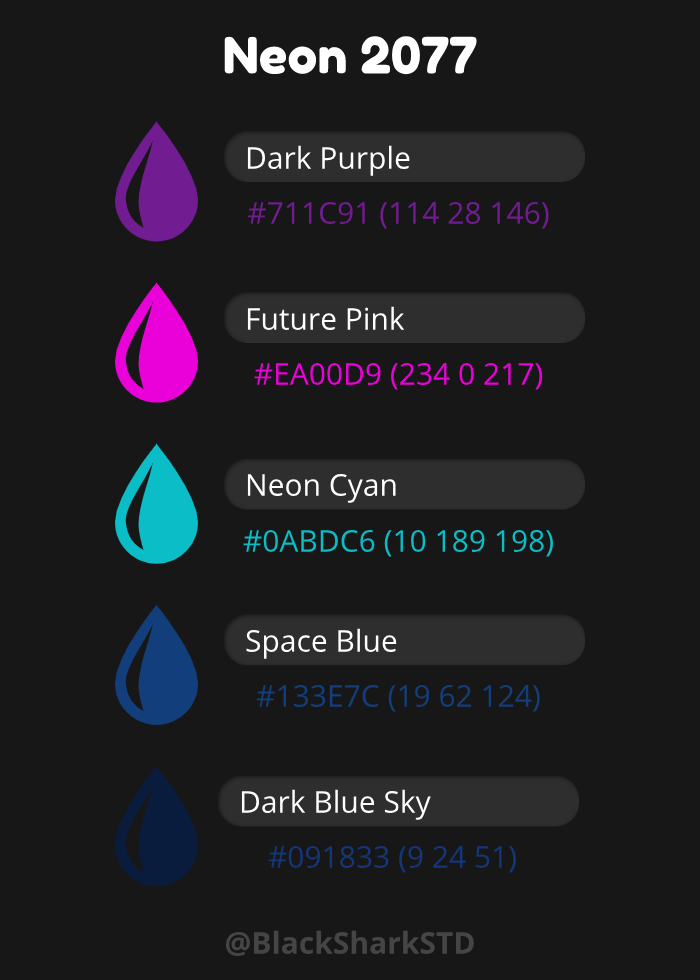 Neon 2077
Dark Purple
#711C91 (114 28 146)
Future Pink
#EA00D9 (234 0 217)
Neon Cyan
#0ABDC6 (10 189 198)
Space Blue
#133E7C (19 62 124)
Dark Blue Sky
#091833 (9 24 51)
@BlackSharkSTD